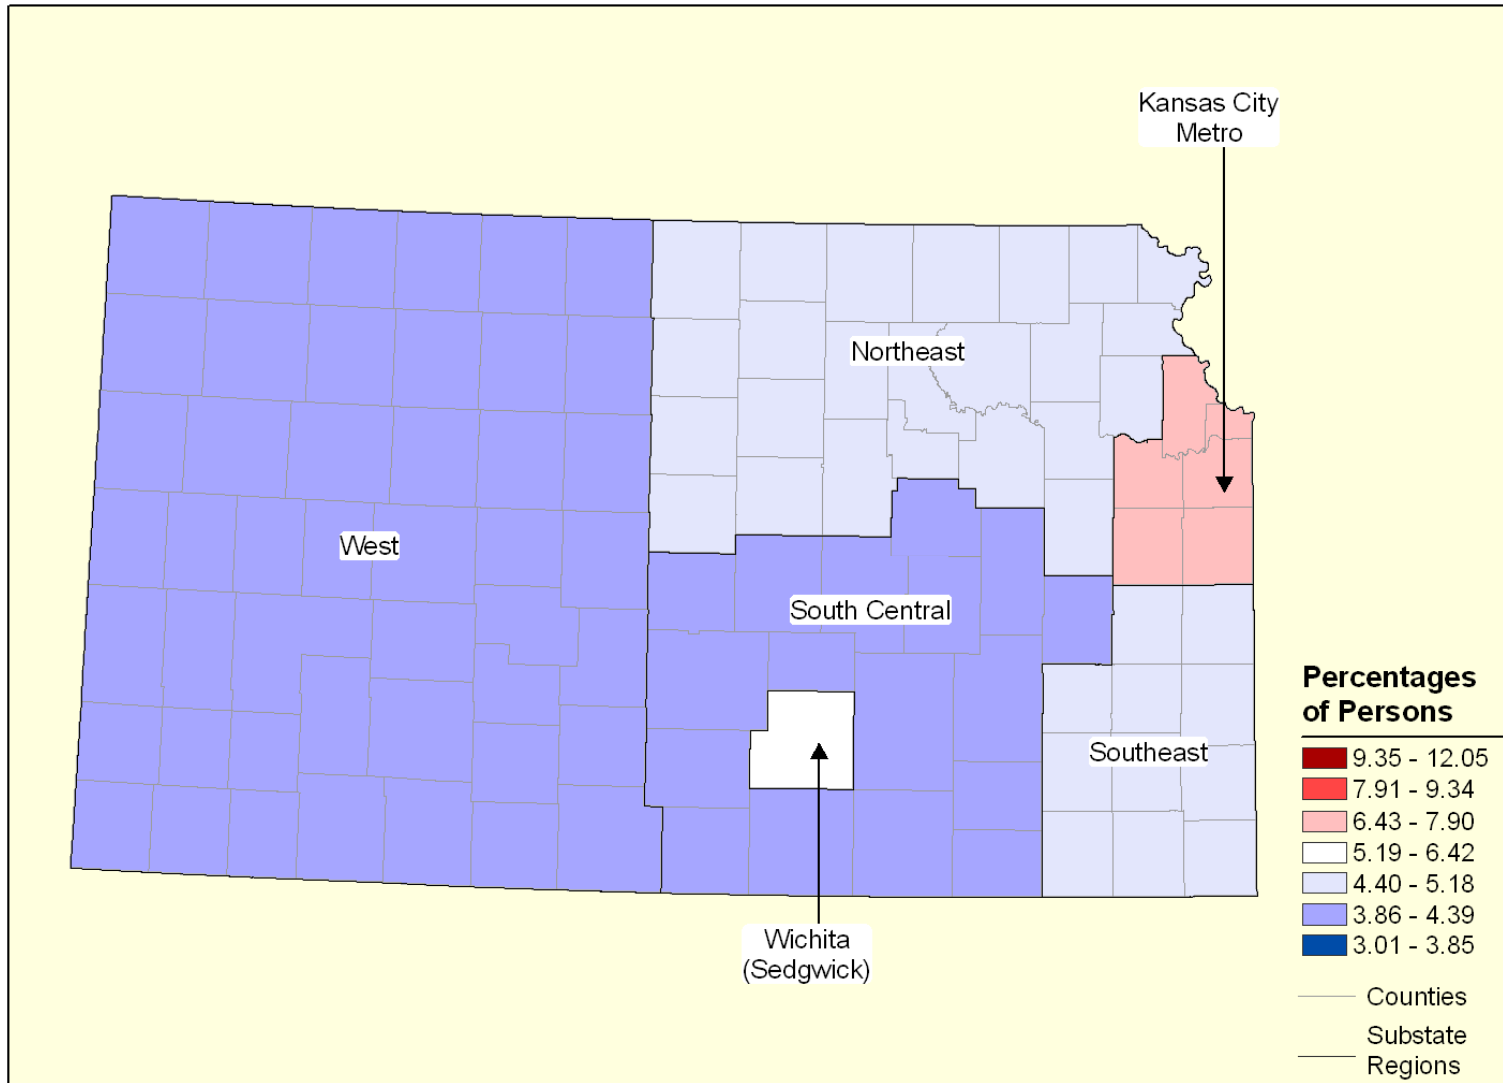 Kansas City
Metro
Northeast
West
South Central
Southeast
Wichita
(Sedgwick)
Percentages
of Persons
9.35 - 12.05
7.91 - 9.34
6.43 - 7.90
5.19 - 6.42
4.40 - 5.18
3.86 - 4.39
3.01 - 3.85
Counties
Substate
Regions